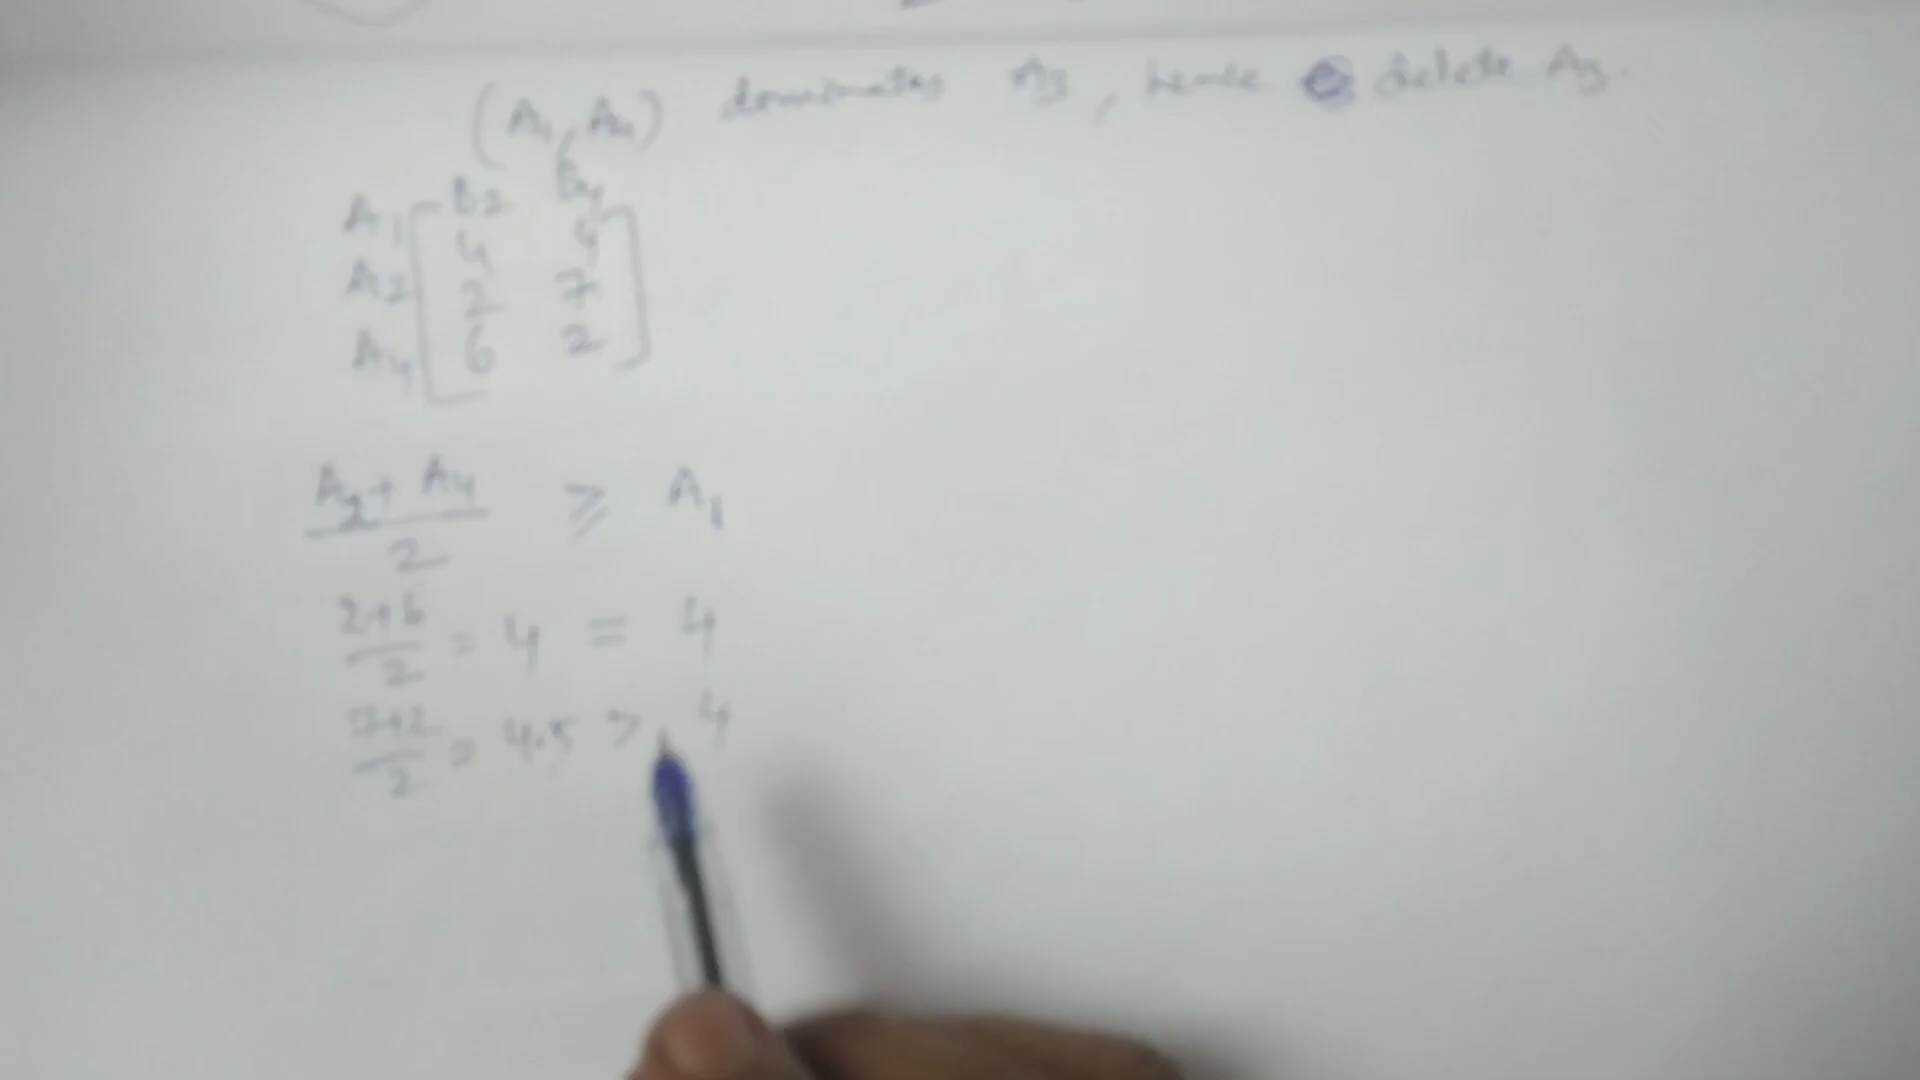 (A1, A4) dominates A3, hence delete A3.
B2 B4
A1 4 4
A2 2 7
A4 6 2
A2 + A4 / 2 ≥ A1
2+6 / 2 = 4 = 4
7+2 / 2 = 4.5 > 4